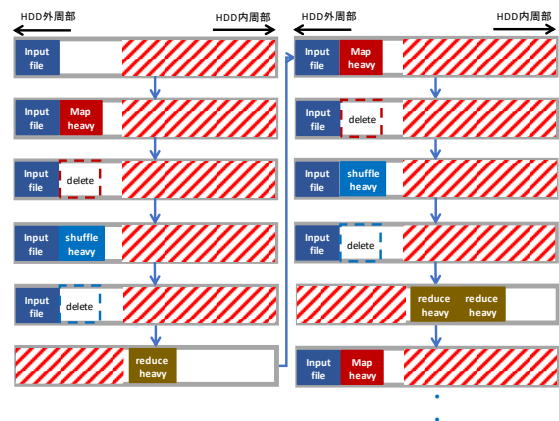 HDD外周部
HDD内周部
Input
file
Input
file
Map
heavy
Input
file
delete
Input
file
shuffle
heavy
Input
file
delete
reduce
heavy
HDD外周部
HDD内周部
Input
file
Map
heavy
Input
file
delete
Input
file
shuffle
heavy
Input
file
delete
reduce reduce
heavy heavy
Input
file
Map
heavy